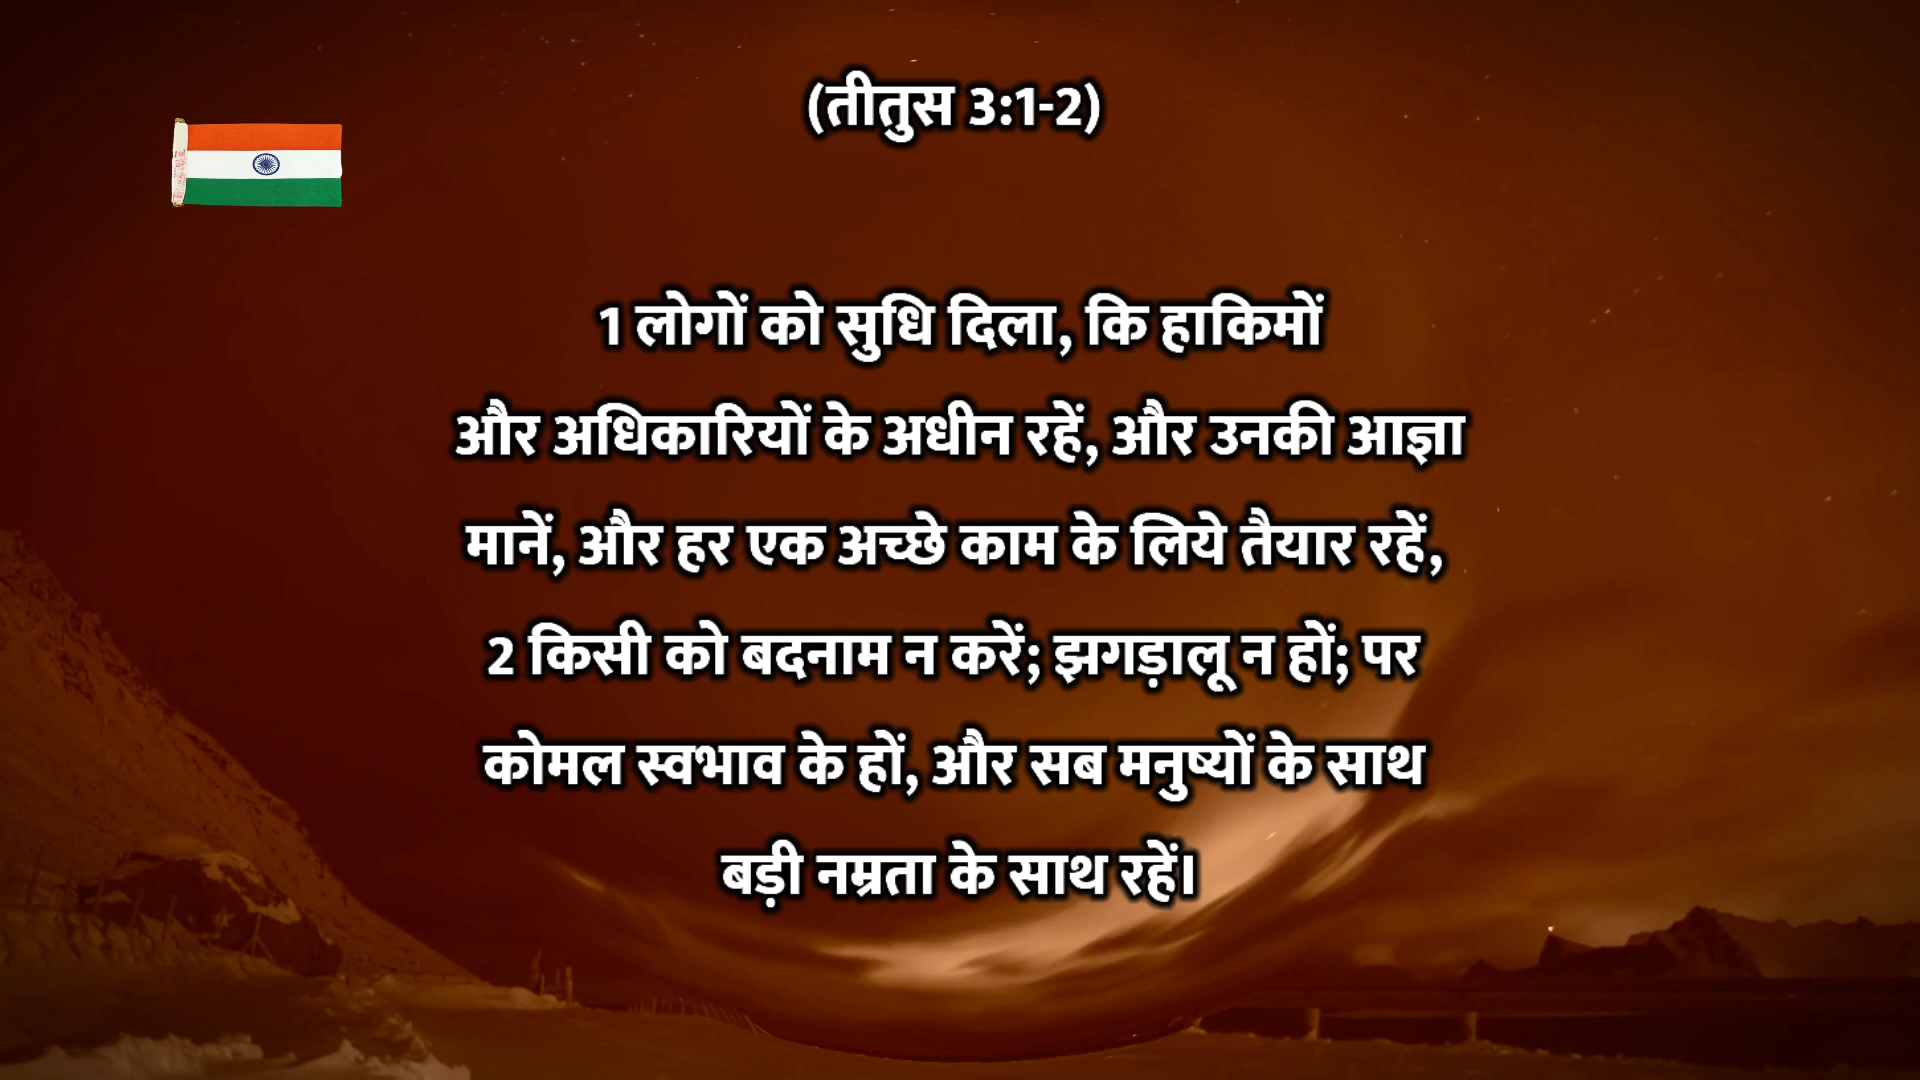 (तीतुस 3:1-2)
1 लोगों को सुधि दिला, कि हाकिमों
और अधिकारियों के अधीन रहें, और उनकी आज्ञा
मानें, और हर एक अच्छे काम के लिये तैयार रहें,
2 किसी को बदनाम न करें; झगड़ालू न हों; पर
कोमल स्वभाव के हों, और सब मनुष्यों के साथ
बड़ी नम्रता के साथ रहें।